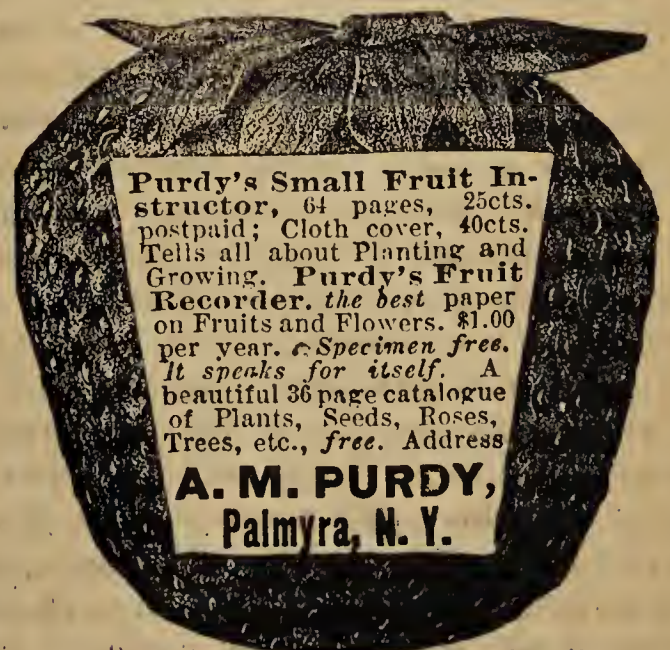 Purdy's Small Fruit In-
structor, 64 pages, 25cts.
postpaid; Cloth cover, 40cts.
Tells all about Planting and
Growing. Purdy's Fruit
Recorder. the best paper
on Fruits and Flowers. $1.00
per year. Specimen free.
It speaks for itself. A
beautiful 36 page catalogue
of Plants, Seeds, Roses,
Trees, etc., free. Address
A. M. PURDY,
Palmyra, N. Y.